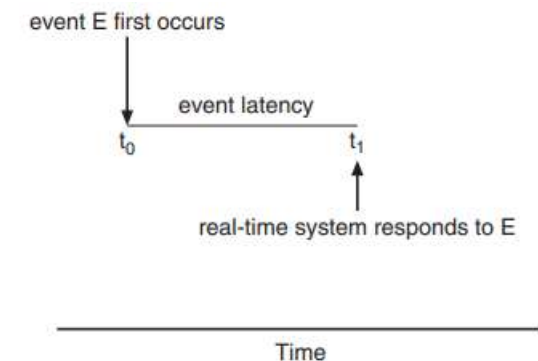 event E first occurs
event latency
t₀
t₁
real-time system responds to E
Time